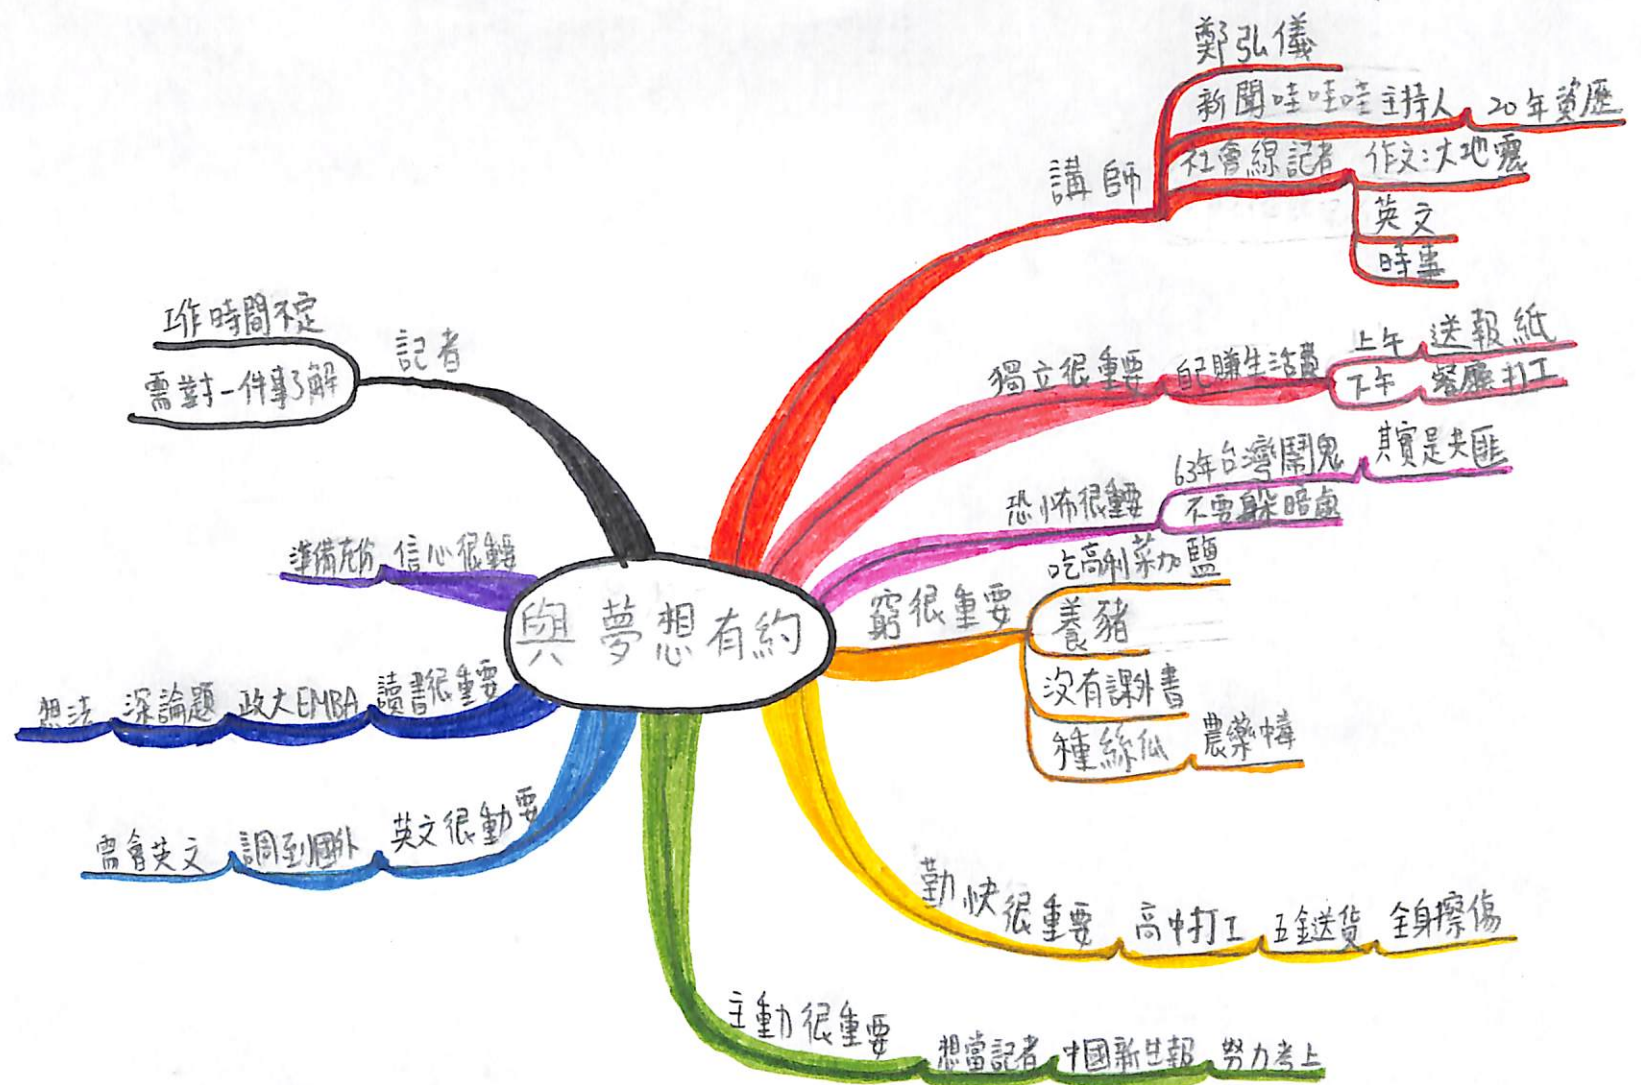 與夢想有約
講師
鄭弘儀
新聞哇哇哇主持人 20年資歷
社會線記者 作文:大地震
英文
時事
獨立很重要 自己賺生活費
上午 送報紙
下午 餐廳打工
恐怖很重要
63年台灣鬧鬼 其實是共匪
不要躲暗處
窮很重要
吃高利菜加鹽
養豬
沒有課外書
種絲瓜
勤快很重要 高中打工 五金送貨 全身擦傷
主動很重要 想當記者 中國新生報 努力考上
英文很動要 調到國外 需會英文
讀書很重要 政大EMBA 深論題 想法
信心很重要 準備充份
記者
工作時間不定
需對一件事了解